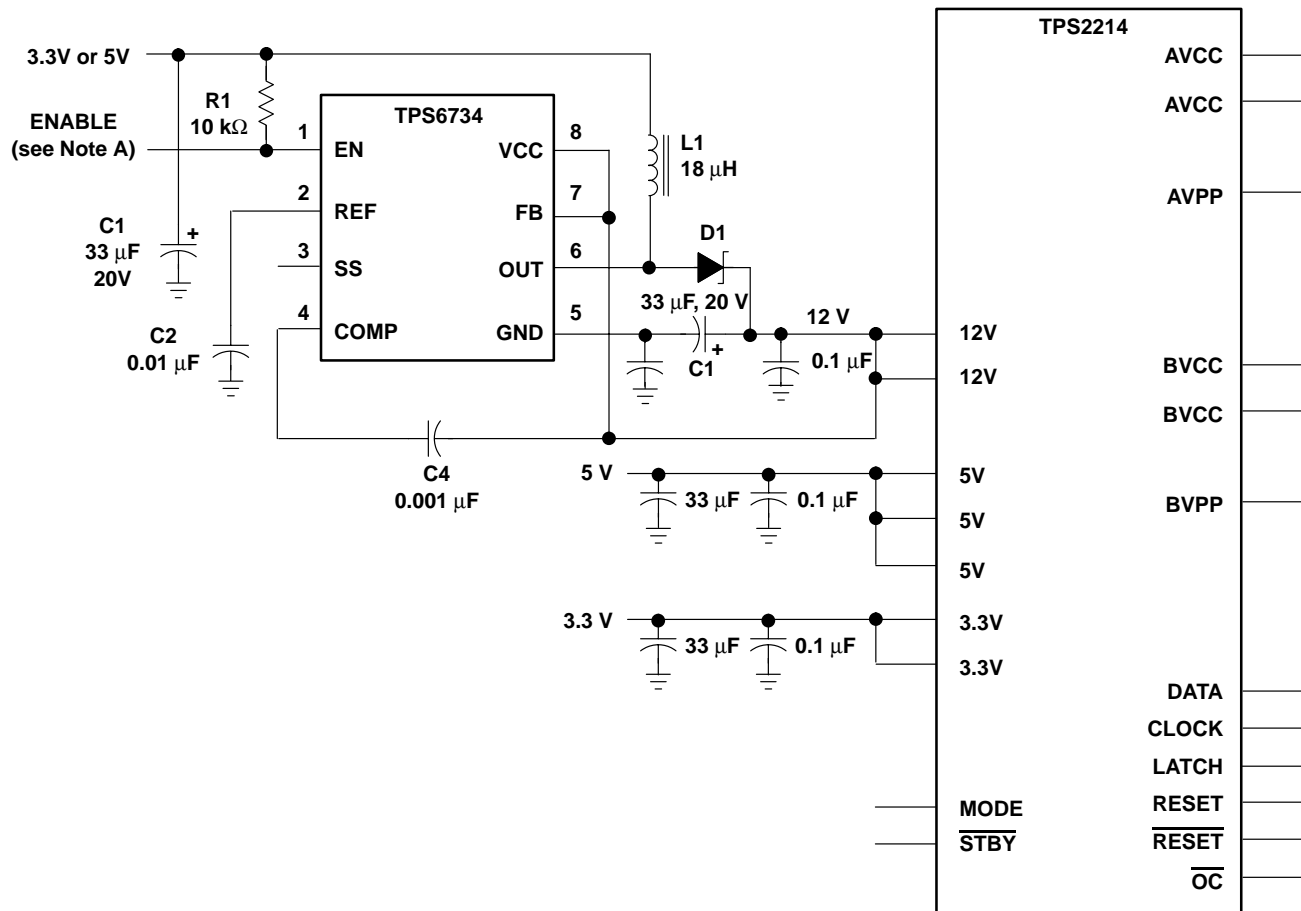 TPS2214
3.3V or 5V
R1
10 kΩ
ENABLE
(see Note A)
C1
33 μF
20V
+
C2
0.01 μF
TPS6734
1
EN
2
REF
3
SS
4
COMP
8
VCC
7
FB
6
OUT
5
GND
L1
18 μH
D1
33 μF, 20 V
C1
+
12 V
0.1 μF
C4
0.001 μF
5 V
33 μF
0.1 μF
3.3 V
33 μF
0.1 μF
12V
12V
5V
5V
5V
3.3V
3.3V
MODE
STBY
AVCC
AVCC
AVPP
BVCC
BVCC
BVPP
DATA
CLOCK
LATCH
RESET
RESET
OC